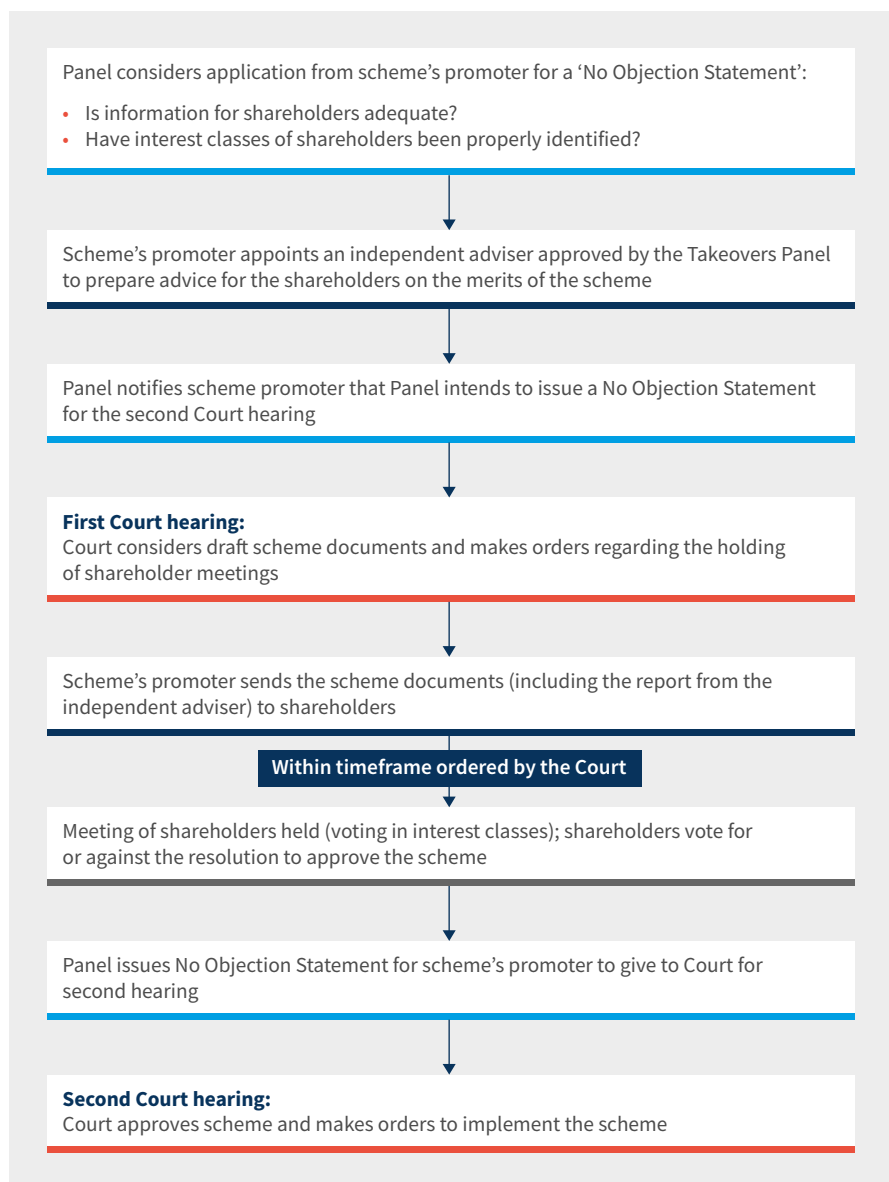 Panel considers application from scheme's promoter for a ‘No Objection Statement’:
• Is information for shareholders adequate?
• Have interest classes of shareholders been properly identified?
Scheme's promoter appoints an independent adviser approved by the Takeovers Panel
to prepare advice for the shareholders on the merits of the scheme
Panel notifies scheme promoter that Panel intends to issue a No Objection Statement
for the second Court hearing
First Court hearing:
Court considers draft scheme documents and makes orders regarding the holding
of shareholder meetings
Scheme's promoter sends the scheme documents (including the report from the
independent adviser) to shareholders
Within timeframe ordered by the Court
Meeting of shareholders held (voting in interest classes); shareholders vote for
or against the resolution to approve the scheme
Panel issues No Objection Statement for scheme's promoter to give to Court for
second hearing
Second Court hearing:
Court approves scheme and makes orders to implement the scheme